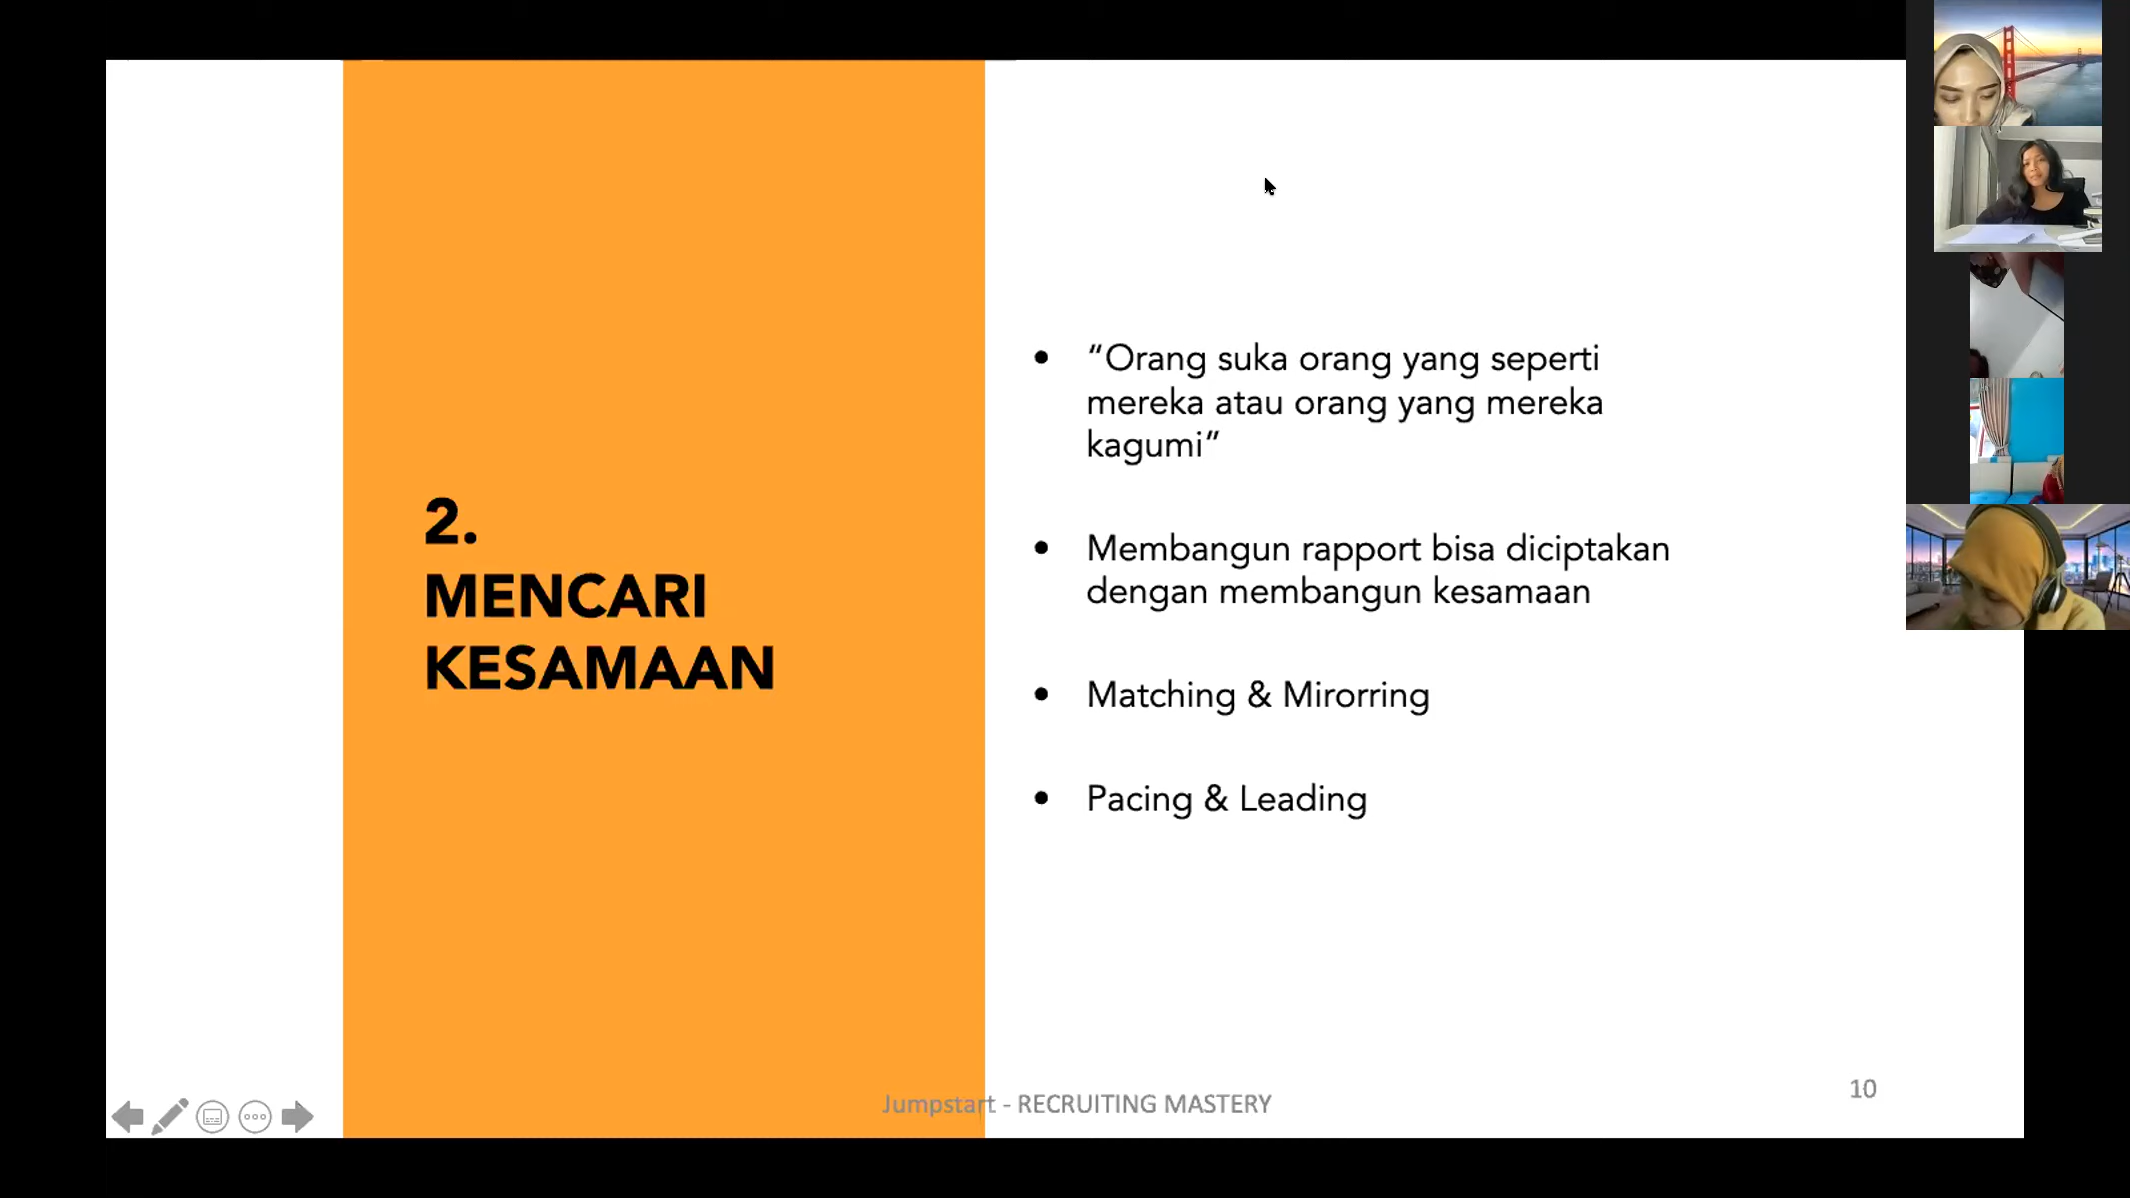 2.
MENCARI
KESAMAAN
• “Orang suka orang yang seperti
mereka atau orang yang mereka
kagumi”
• Membangun rapport bisa diciptakan
dengan membangun kesamaan
• Matching & Mirorring
• Pacing & Leading
Jumpstart - RECRUITING MASTERY
10